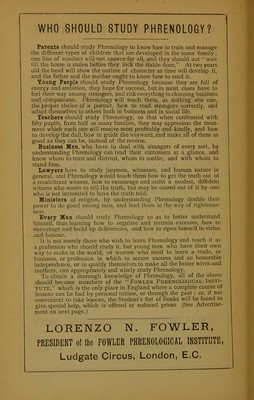 WHO SHOULD STUDY PHRENOLOGY?
Parents should study Phrenology to know how to train and manage
the different types of children that are developed in the same family;
one line of conduct will not answer for all, and they should not "wait
till the horse is stolen before they lock the stable door." At two years
old the head will show the outline of character as time will develop it,
and the father and the mother ought to know how to read it.
Young People should study Phrenology because they are full of
energy and ambition, they hope for success, but in most cases have to
feel their way among strangers, and risk everything in choosing business
and companions. Phrenology will teach them, as nothing else can,
the proper choice of a pursuit, how to read strangers correctly, and
adapt themselves to others both in business and social life.
Teachers should study Phrenology, so that when confronted with
fifty pupils, from half as many families, they may appreciate the treat-
ment which each one will receive most profitably and kindly, and how
to develop the dull, how to guide the wayward, and make all of them as
good as they can be, instead of the reverse.
Business Men, who have to deal with strangers of every sort, by
understanding Phrenology can read their customers at a glance, and
know whom to trust and distrust, whom to soothe, and with whom to
stand firm.
Lawyers have to study jurymen, witnesses, and human nature in
general, and Phrenology would teach them how to get the truth out of
a recalcitrant witness, how to encourage and sustain a modest, diffident
witness who wants to tell the truth, but may be scared out of it by one
who is not interested to have the truth told.
Ministers of religion, by understanding Phrenology double their
power to do good among men, and lead them in the way of righteous-
ness.
Every Man should study Phrenology so as to better understand
himself, thus learning how to regulate and restrain excesses, how to
encourage and build up deficiencies, and how to ripen himself in virtue
and honour.
It is not merely those who wish to learn Phrenology and teach it as
a profession who should study it, but young men who have their own
way to make in the world, or women who need to learn a trade, or
business, or profession in which to secure success and an honorable
independence, or to qualify themselves to make all the better wives and
mothers, can appropriately and wisely study Phrenology.
To obtain a thorough knowledge of Phrenology, all of the above
should become members of the "FOWLER PHRENOLOGICAL INSTI-
TUTE," which is the only place in England where a complete course of
lessons can be had by personal tuition, or through the post; or, if not
convenient to take lessons, the Student's Set of Books will be found to
give special help, which is offered at reduced prices (See Advertise-
ment on next page.)
LORENZO N. FOWLER,
PRESIDENT of the FOWLER PHRENOLOGICAL INSTITUTE,
Ludgate Circus, London, E.C.